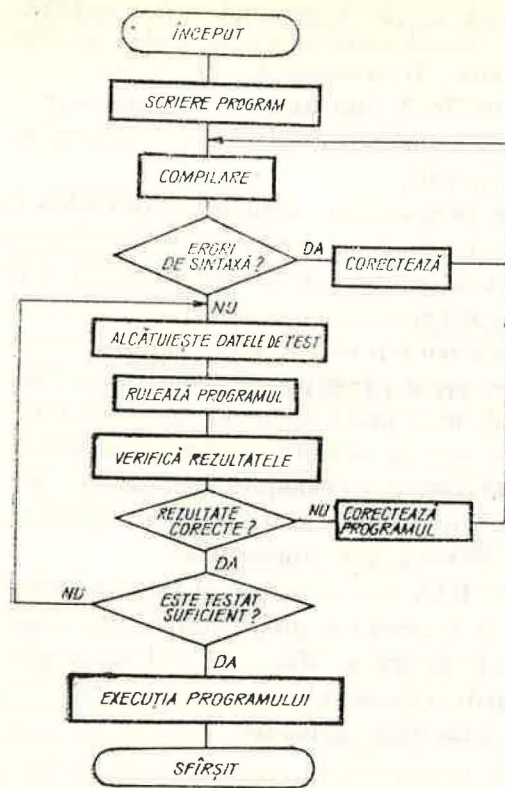 ÎNCEPUT
SCRIERE PROGRAM
COMPILARE
ERORI
DE SINTAXĂ?
DA
CORECTEAZĂ
NU
ALCĂTUIEȘTE DATELE DE TEST
RULEAZĂ PROGRAMUL
VERIFICĂ REZULTATELE
REZULTATE
CORECTE?
NU
CORECTEAZĂ
PROGRAMUL
DA
NU
ESTE TESTAT
SUFICIENT?
DA
EXECUȚIA PROGRAMULUI
SFÎRȘIT